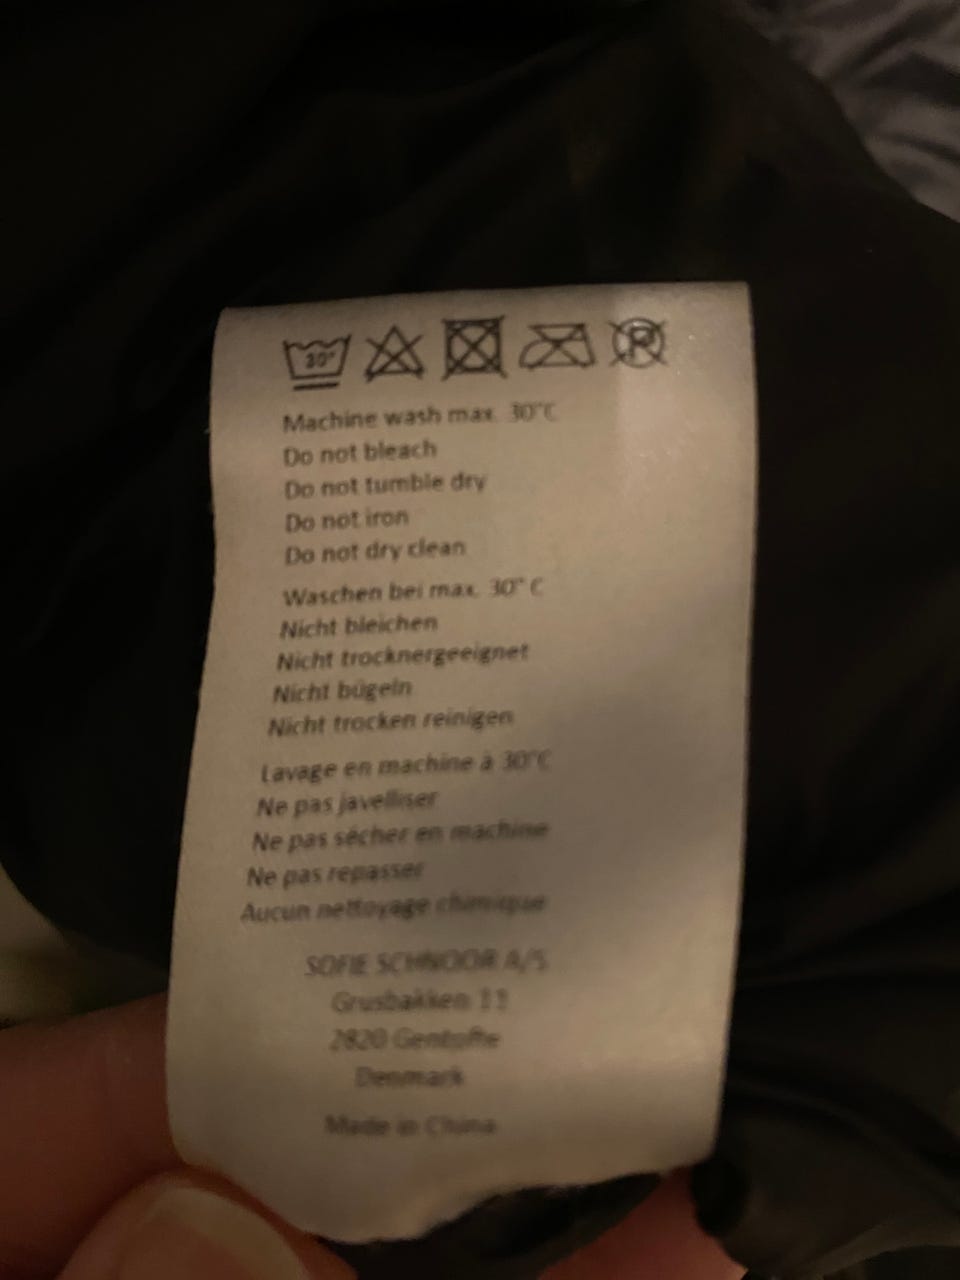 30°
P
Machine wash max. 30°C
Do not bleach
Do not tumble dry
Do not iron
Do not dry clean
Waschen bei max. 30° C
Nicht bleichen
Nicht trocknergeeignet
Nicht bügeln
Nicht trocken reinigen
Lavage en machine à 30°C
Ne pas javelliser
Ne pas sécher en machine
Ne pas repasser
Aucun nettoyage chimique
SOFIE SCHNOOR A/S
Grusbakken 11
2820 Gentofte
Denmark
Made in China